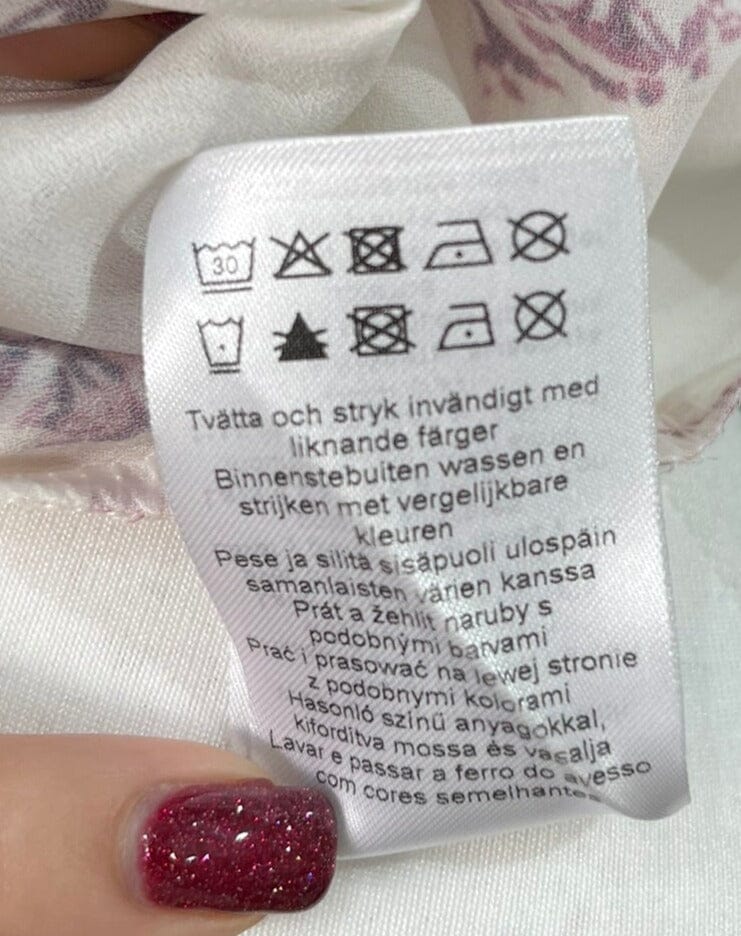 30
Tvätta och stryk invändigt med
liknande färger
Binnenstebuiten wassen en
strijken met vergelijkbare
kleuren
Pese ja silitä sisäpuoli ulospäin
samanlaisten värien kanssa
Prát a žehlit naruby s
podobnými barvami
Prać i prasować na lewej stronie
z podobnymi kolorami
Hasonló színű anyagokkal,
kifordítva mossa és vasalja
Lavar e passar a ferro do avesso
com cores semelhantes